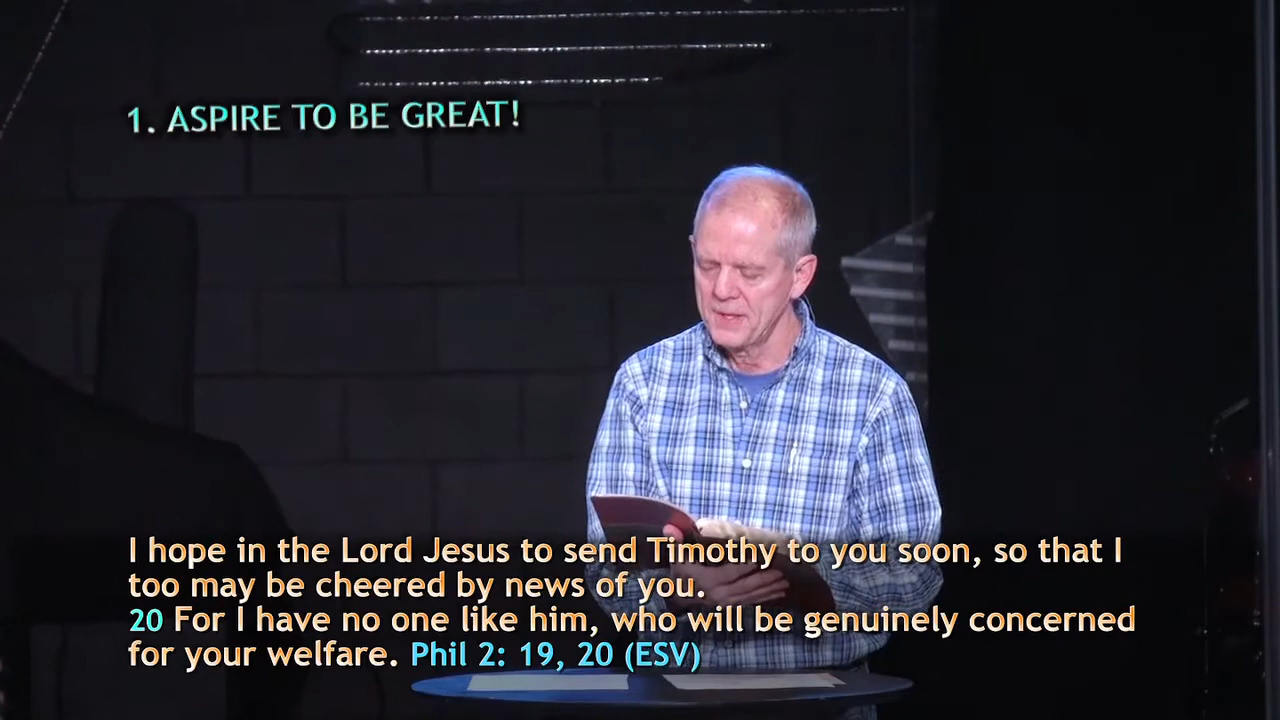 1. ASPIRE TO BE GREAT!
I hope in the Lord Jesus to send Timothy to you soon, so that I
too may be cheered by news of you.
20 For I have no one like him, who will be genuinely concerned
for your welfare. Phil 2: 19, 20 (ESV)